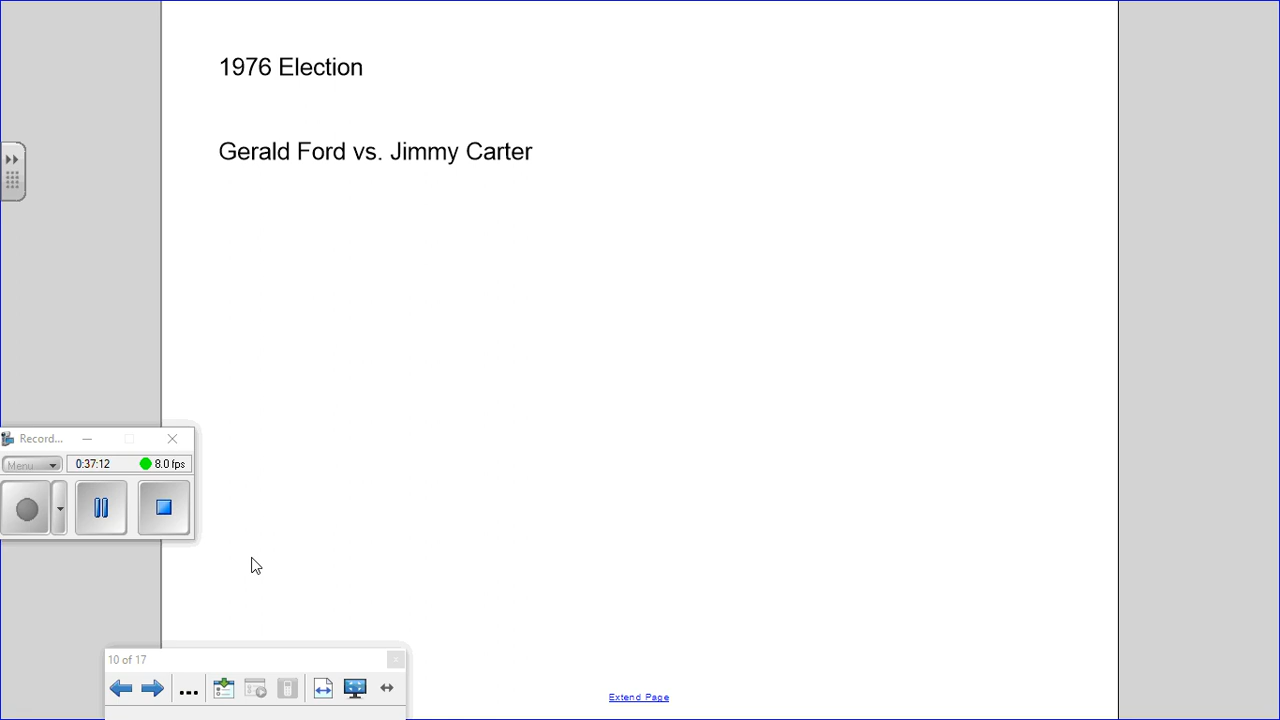 1976 Election
Gerald Ford vs. Jimmy Carter
Record...
Menu
0:37:12
8.0 fps
10 of 17
...
Extend Page